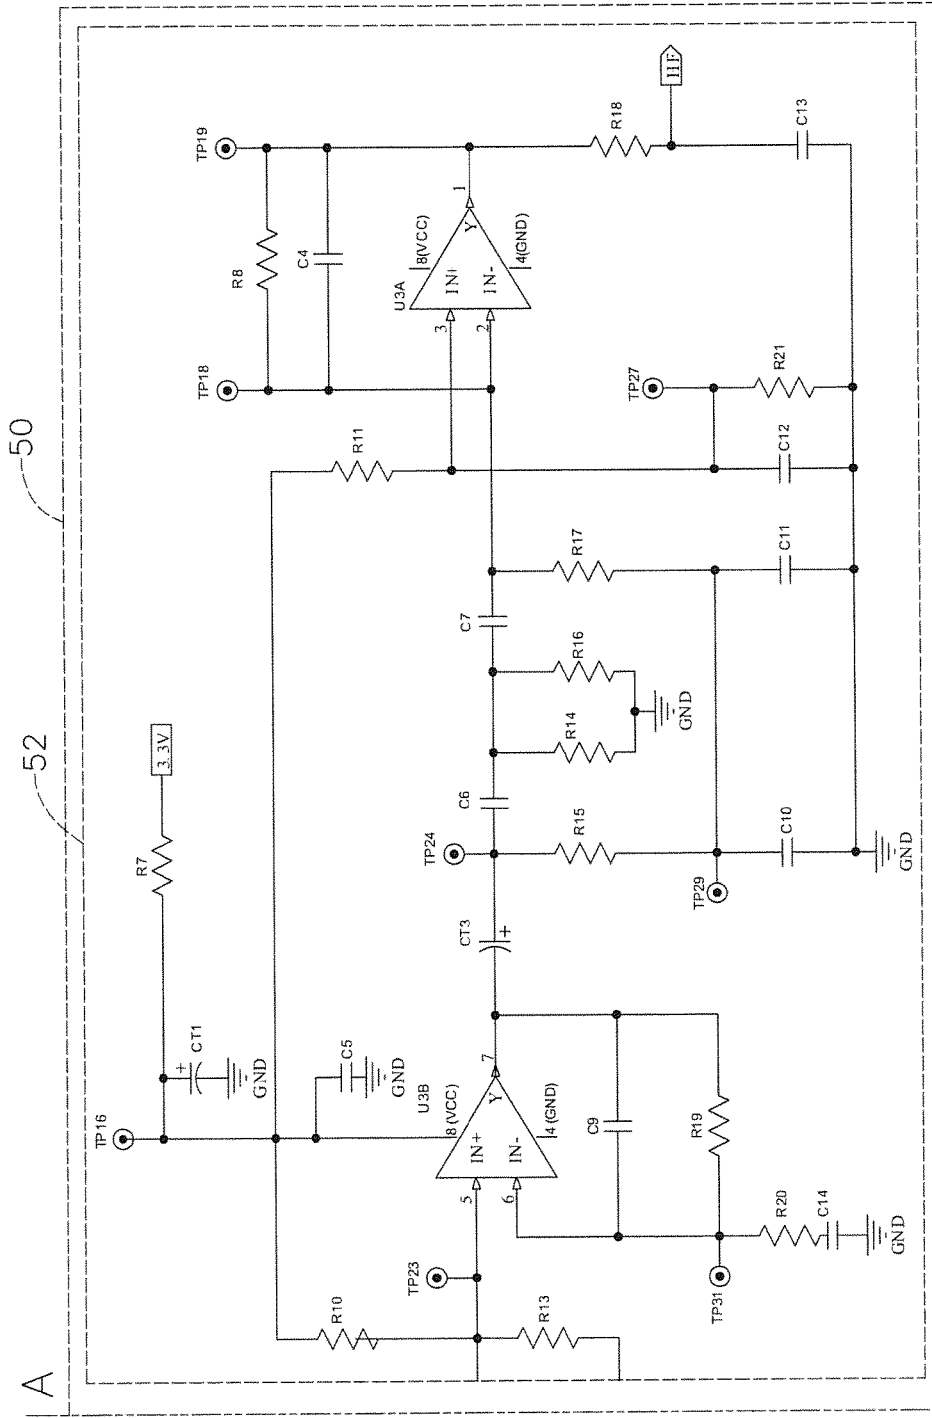 A
50
52
TP19
R8
C4
TP18
U3A
8(VCC)
3
IN+
2
IN-
Y
1
4(GND)
R18
HF
C13
R11
TP27
R21
C12
R17
C11
C7
R16
R14
GND
C6
TP24
R15
TP29
C10
GND
3.3V
R7
CT1
+
GND
TP16
C5
GND
CT3
+
U3B
8(VCC)
5
IN+
6
IN-
Y
7
4(GND)
C9
R19
R20
C14
GND
TP31
TP23
R10
R13